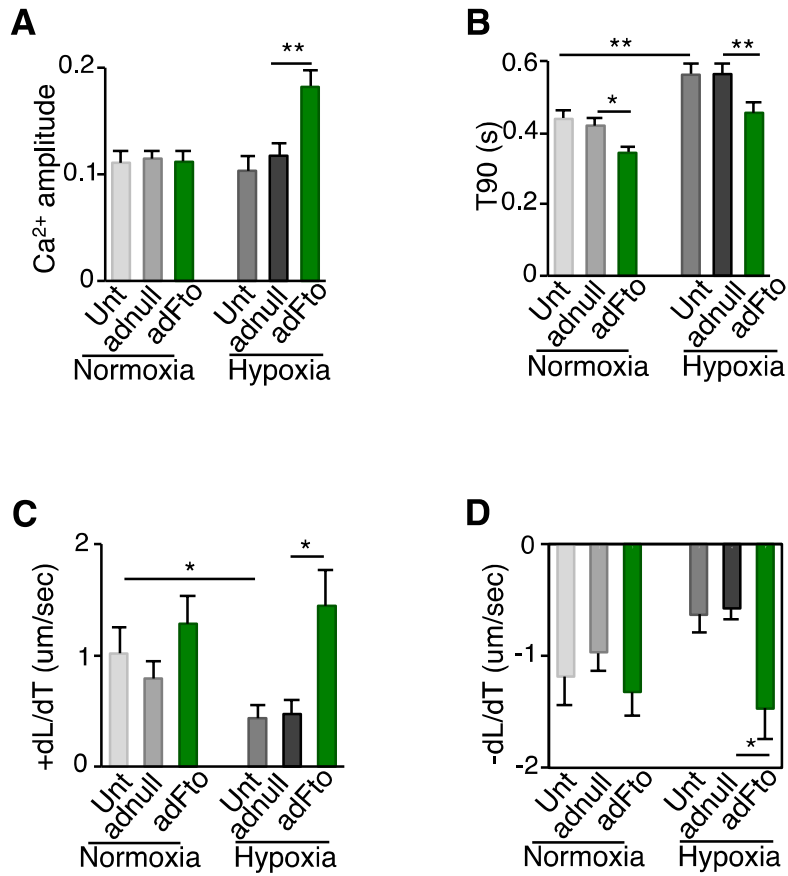 A
Ca2+ amplitude
0.2
0.1
0
**
Unt adnull adFto Unt adnull adFto
Normoxia Hypoxia
B
T90 (s)
0.6
0.4
0.2
0
** **
*
Unt adnull adFto Unt adnull adFto
Normoxia Hypoxia
C
+dL/dT (um/sec)
2
1
0
* *
Unt adnull adFto Unt adnull adFto
Normoxia Hypoxia
D
-dL/dT (um/sec)
0
-1
-2
*
Unt adnull adFto Unt adnull adFto
Normoxia Hypoxia